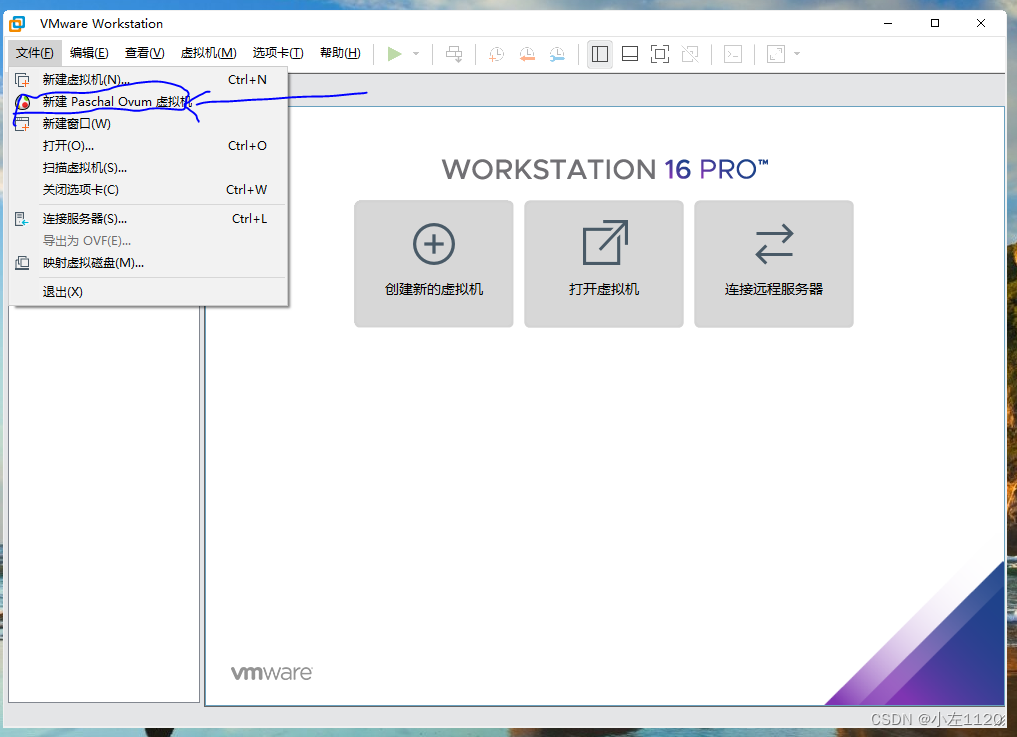 VMware Workstation
文件(F) 编辑(E) 查看(V) 虚拟机(M) 选项卡(T) 帮助(H)
新建虚拟机(N)... Ctrl+N
新建 Paschal Ovum 虚拟机
新建窗口(W)
打开(O)... Ctrl+O
扫描虚拟机(S)...
关闭选项卡(C) Ctrl+W
连接服务器(S)... Ctrl+L
导出为 OVF(E)...
映射虚拟磁盘(M)...
退出(X)
WORKSTATION 16 PRO™
创建新的虚拟机
打开虚拟机
连接远程服务器
vmware
CSDN @小左1120